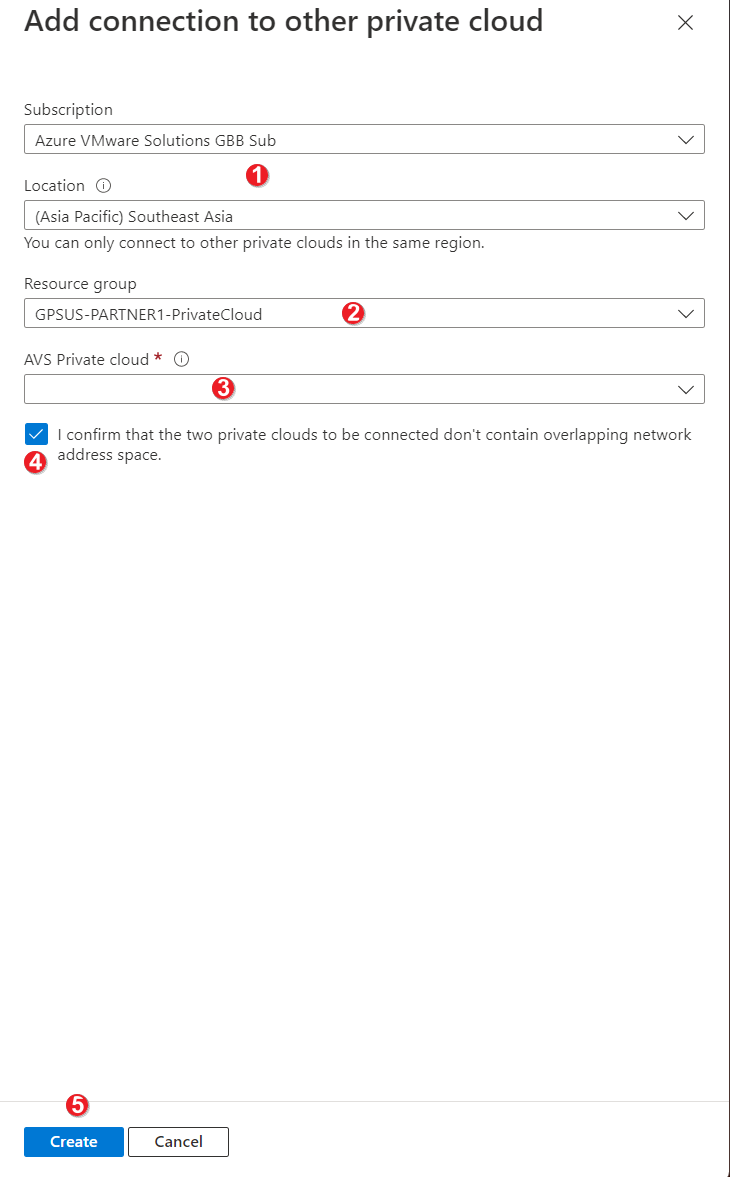 Add connection to other private cloud
Subscription
Azure VMware Solutions GBB Sub
1
Location
(Asia Pacific) Southeast Asia
You can only connect to other private clouds in the same region.
Resource group
GPSUS-PARTNER1-PrivateCloud
2
AVS Private cloud *
3
I confirm that the two private clouds to be connected don't contain overlapping network
address space.
4
5
Create
Cancel